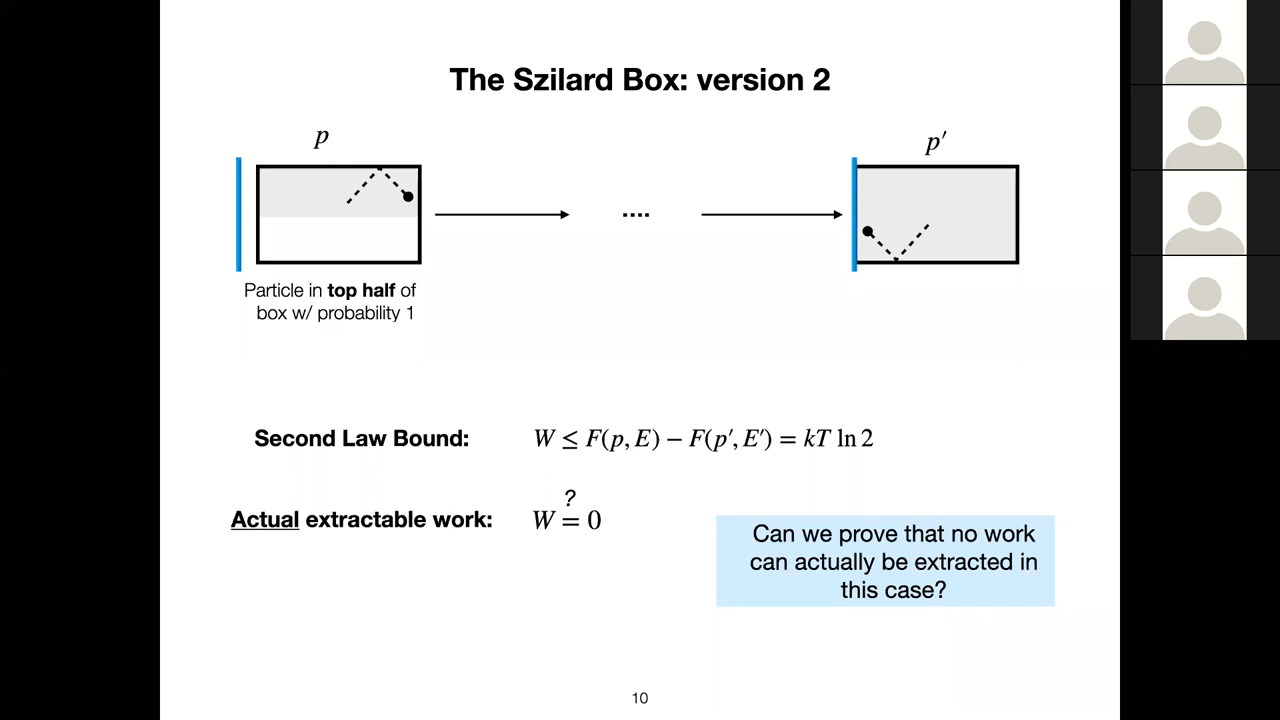 The Szilard Box: version 2
p
p′
....
Particle in top half of
box w/ probability 1
Second Law Bound: W ≤ F(p, E) − F(p′, E′) = kT ln 2
?
Actual extractable work: W = 0
Can we prove that no work
can actually be extracted in
this case?
10